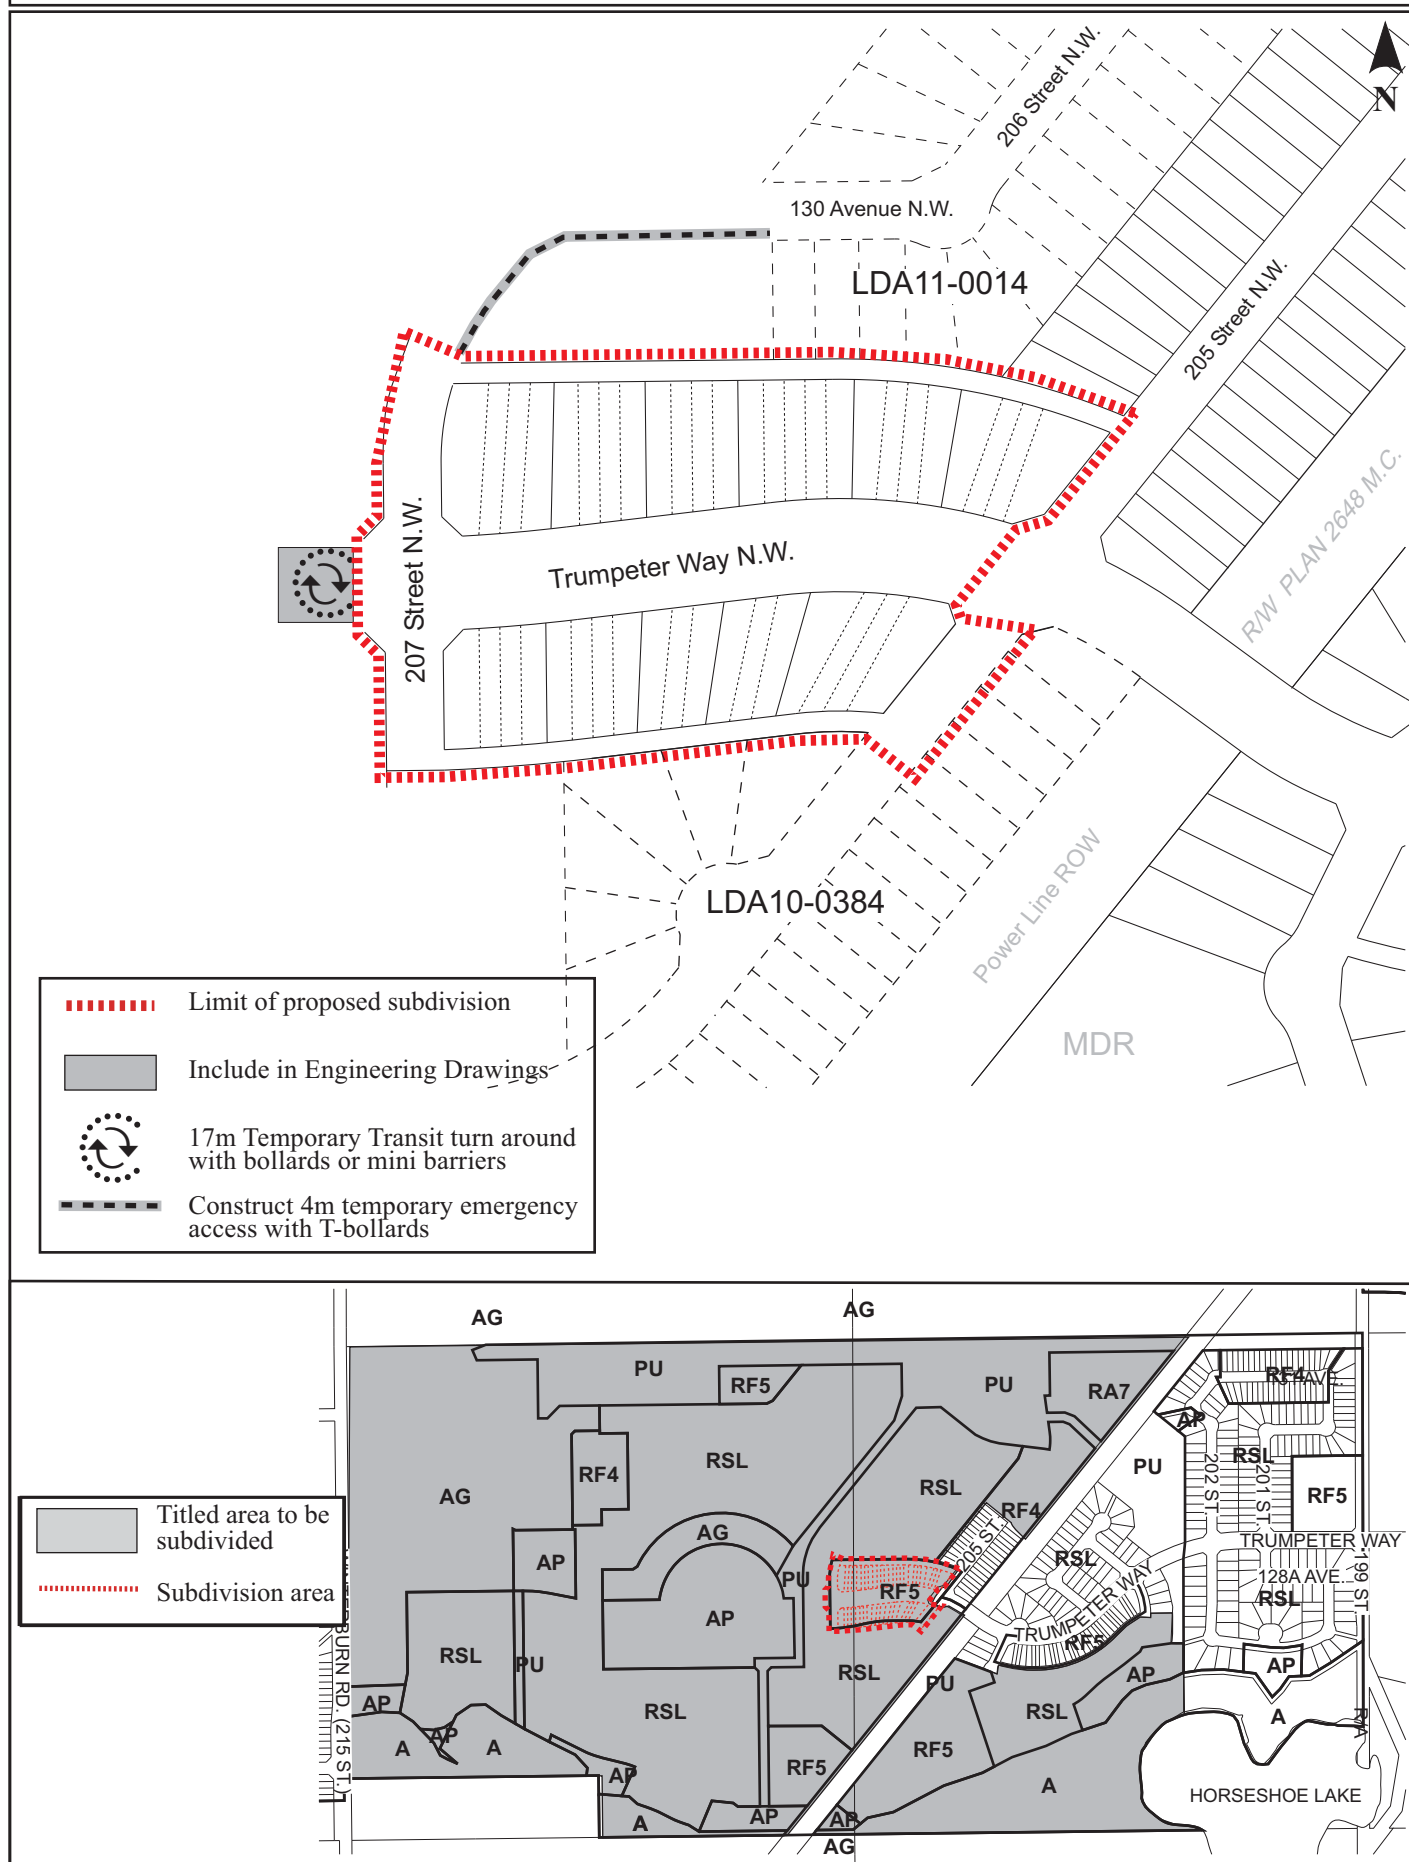 206 Street N.W.
N
130 Avenue N.W.
LDA11-0014
205 Street N.W.
R/W PLAN 2648 M.C.
207 Street N.W.
Trumpeter Way N.W.
Power Line ROW
LDA10-0384
MDR
Limit of proposed subdivision
Include in Engineering Drawings
17m Temporary Transit turn around
with bollards or mini barriers
Construct 4m temporary emergency
access with T-bollards
AG
AG
PU
RF5
PU
RA7
RF4
AVE.
AP
RSL
RF4
RSL
PU
RSL
202 ST.
201 ST.
RF5
AG
RF4
AG
205 ST.
TRUMPETER WAY
Titled area to be
subdivided
Subdivision area
AP
PU
RF5
RSL
TRUMPETER WAY
128A AVE.
199 ST.
RSL
AP
RF5
RSL
PU
RSL
PU
AP
AP
AP
RSL
RSL
A
A
A
AP
BURN RD. (215 ST.)
AP
RF5
RF5
A
HORSESHOE LAKE
A
AP
AP
AG